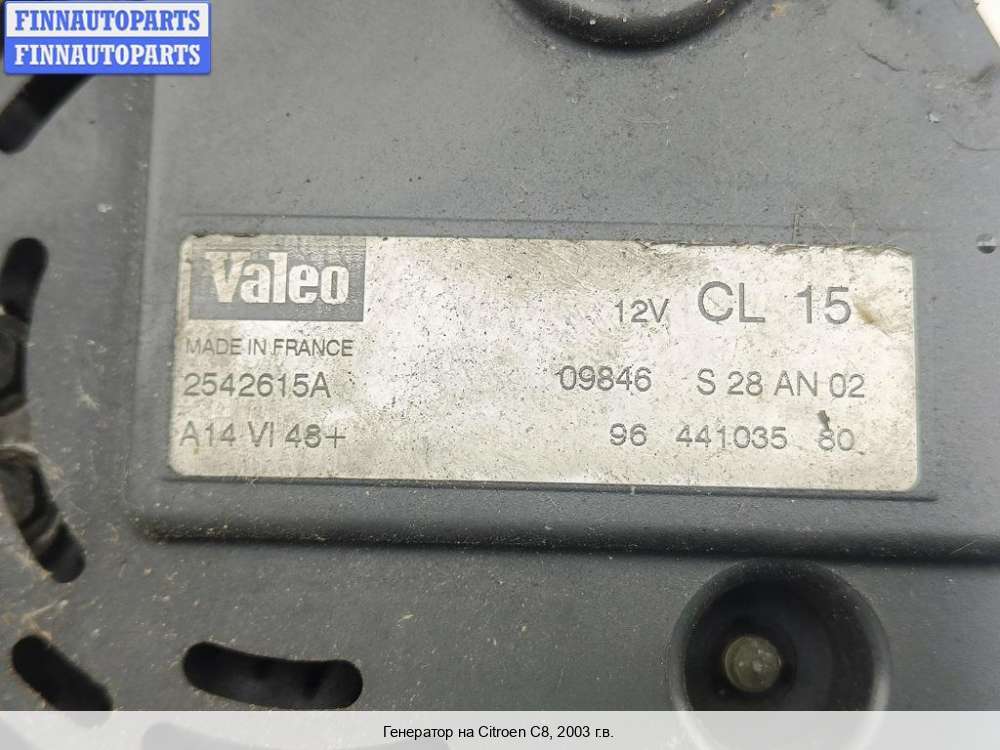 FINNAUTOPARTS
FINNAUTOPARTS
Valeo
12V CL 15
MADE IN FRANCE
2542615A 09846 S 28 AN 02
A14 VI 48+ 96 441035 80
Генератор на Citroen C8, 2003 г.в.